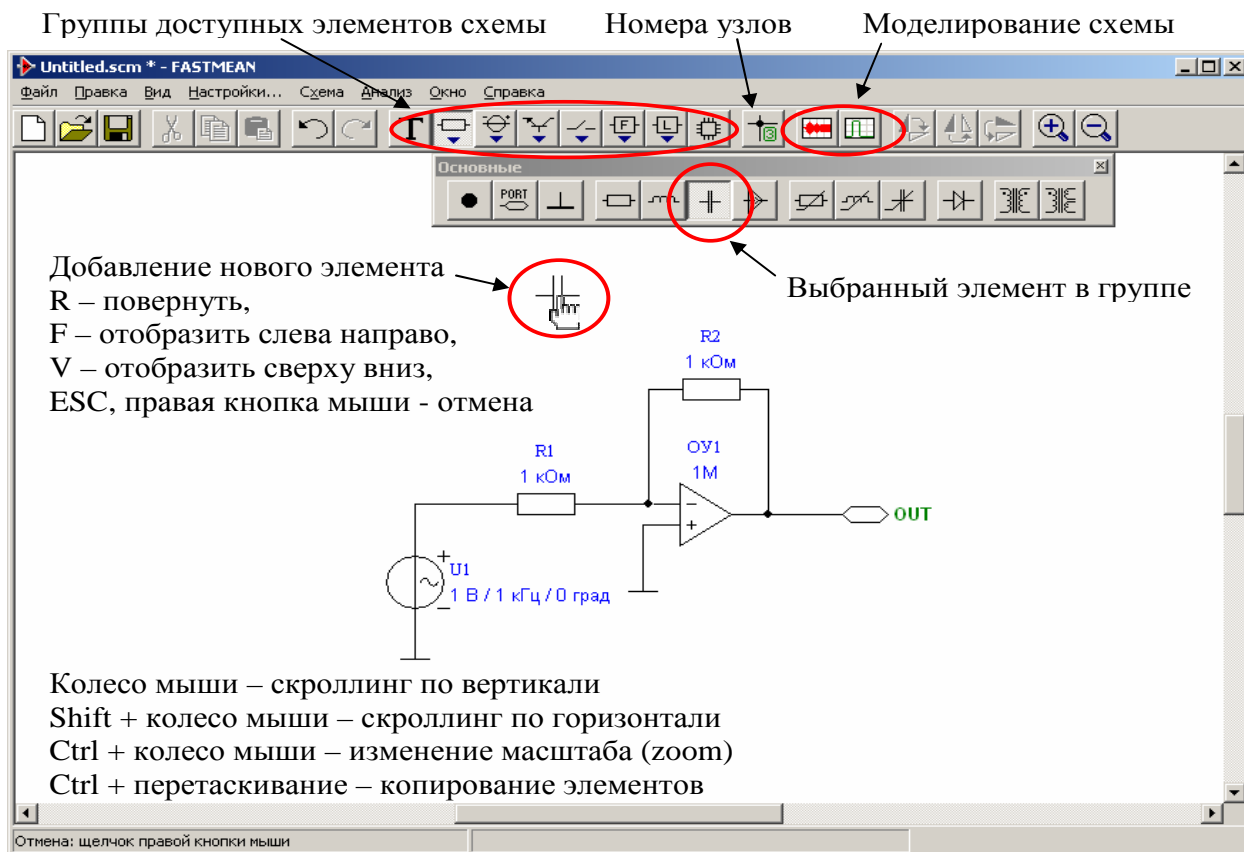 Группы доступных элементов схемы
Номера узлов
Моделирование схемы
Untitled.scm * - FASTMEAN
Файл Правка Вид Настройки... Схема Анализ Окно Справка
T
F
L
3
Основные
PORT
Добавление нового элемента
R – повернуть,
F – отобразить слева направо,
V – отобразить сверху вниз,
ESC, правая кнопка мыши - отмена
Выбранный элемент в группе
R2
1 кОм
R1
1 кОм
ОУ1
1М
OUT
U1
1 В / 1 кГц / 0 град
Колесо мыши – скроллинг по вертикали
Shift + колесо мыши – скроллинг по горизонтали
Ctrl + колесо мыши – изменение масштаба (zoom)
Ctrl + перетаскивание – копирование элементов
Отмена: щелчок правой кнопки мыши